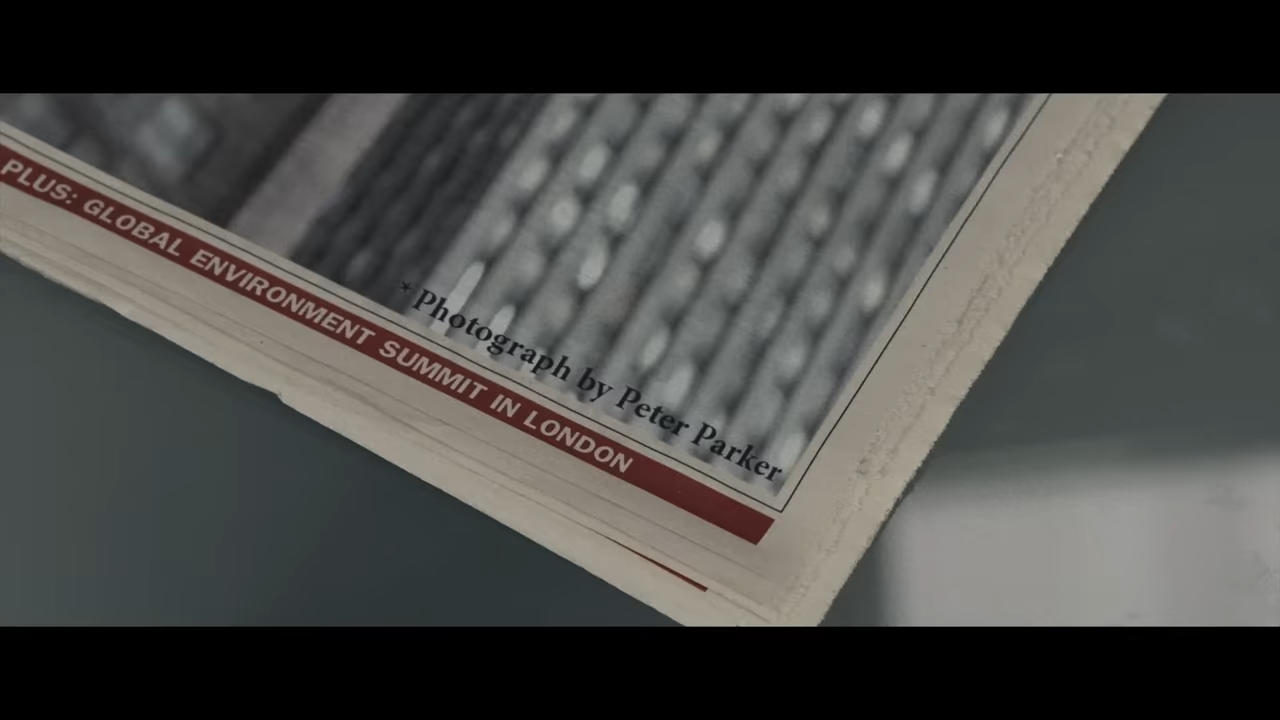 * Photograph by Peter Parker
PLUS: GLOBAL ENVIRONMENT SUMMIT IN LONDON